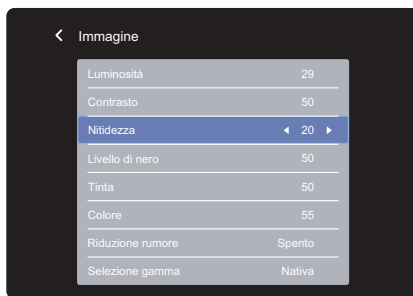 Immagine
Luminosità 29
Contrasto 50
Nitidezza 20
Livello di nero 50
Tinta 50
Colore 55
Riduzione rumore Spento
Selezione gamma Nativa